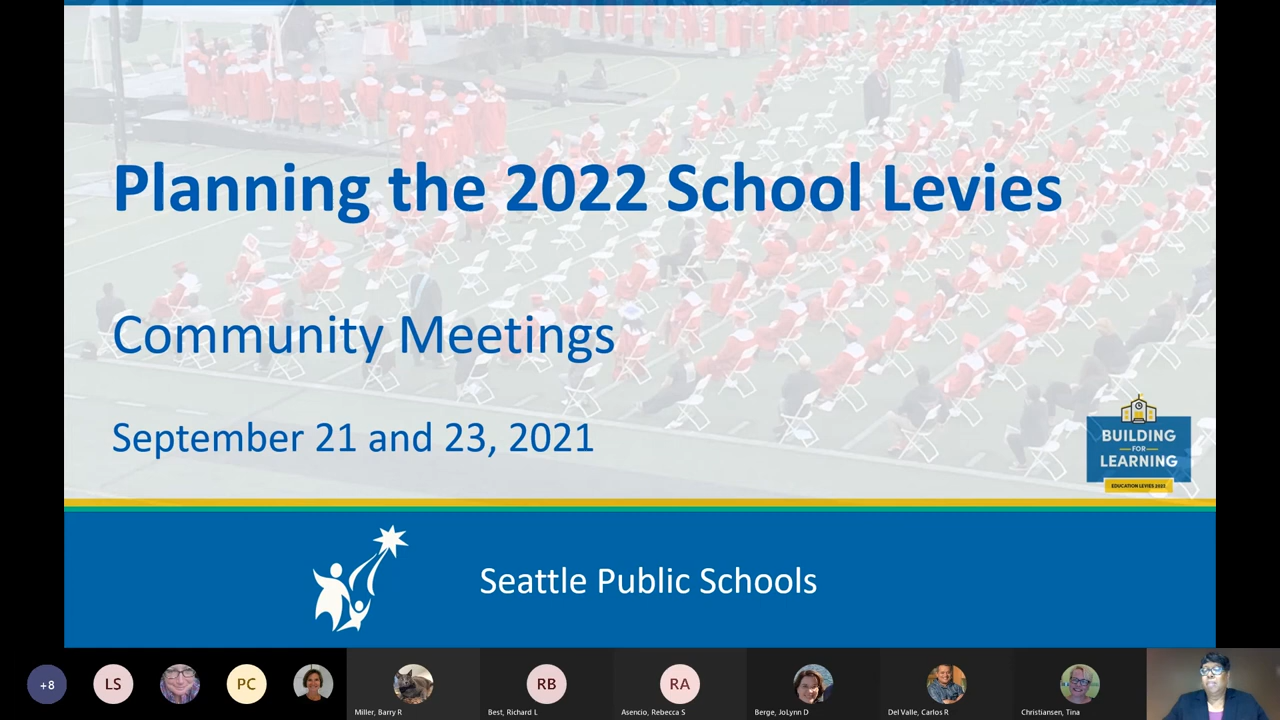 Planning the 2022 School Levies
Community Meetings
September 21 and 23, 2021
BUILDING
FOR
LEARNING
EDUCATION LEVIES 2022
Seattle Public Schools
+8
LS
PC
RB
RA
Miller, Barry R
Best, Richard L
Asencio, Rebecca S
Berge, JoLynn D
Del Valle, Carlos R
Christiansen, Tina